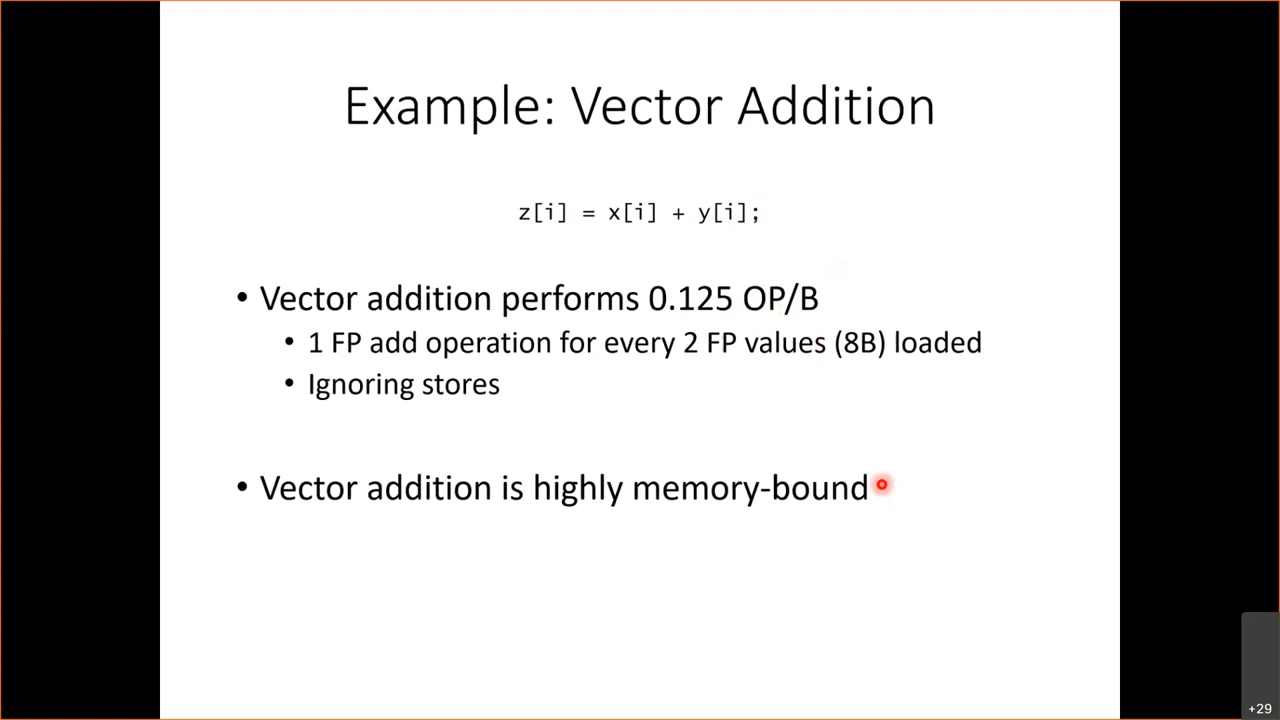 Example: Vector Addition
z[i] = x[i] + y[i];
• Vector addition performs 0.125 OP/B
• 1 FP add operation for every 2 FP values (8B) loaded
• Ignoring stores
• Vector addition is highly memory-bound
+29